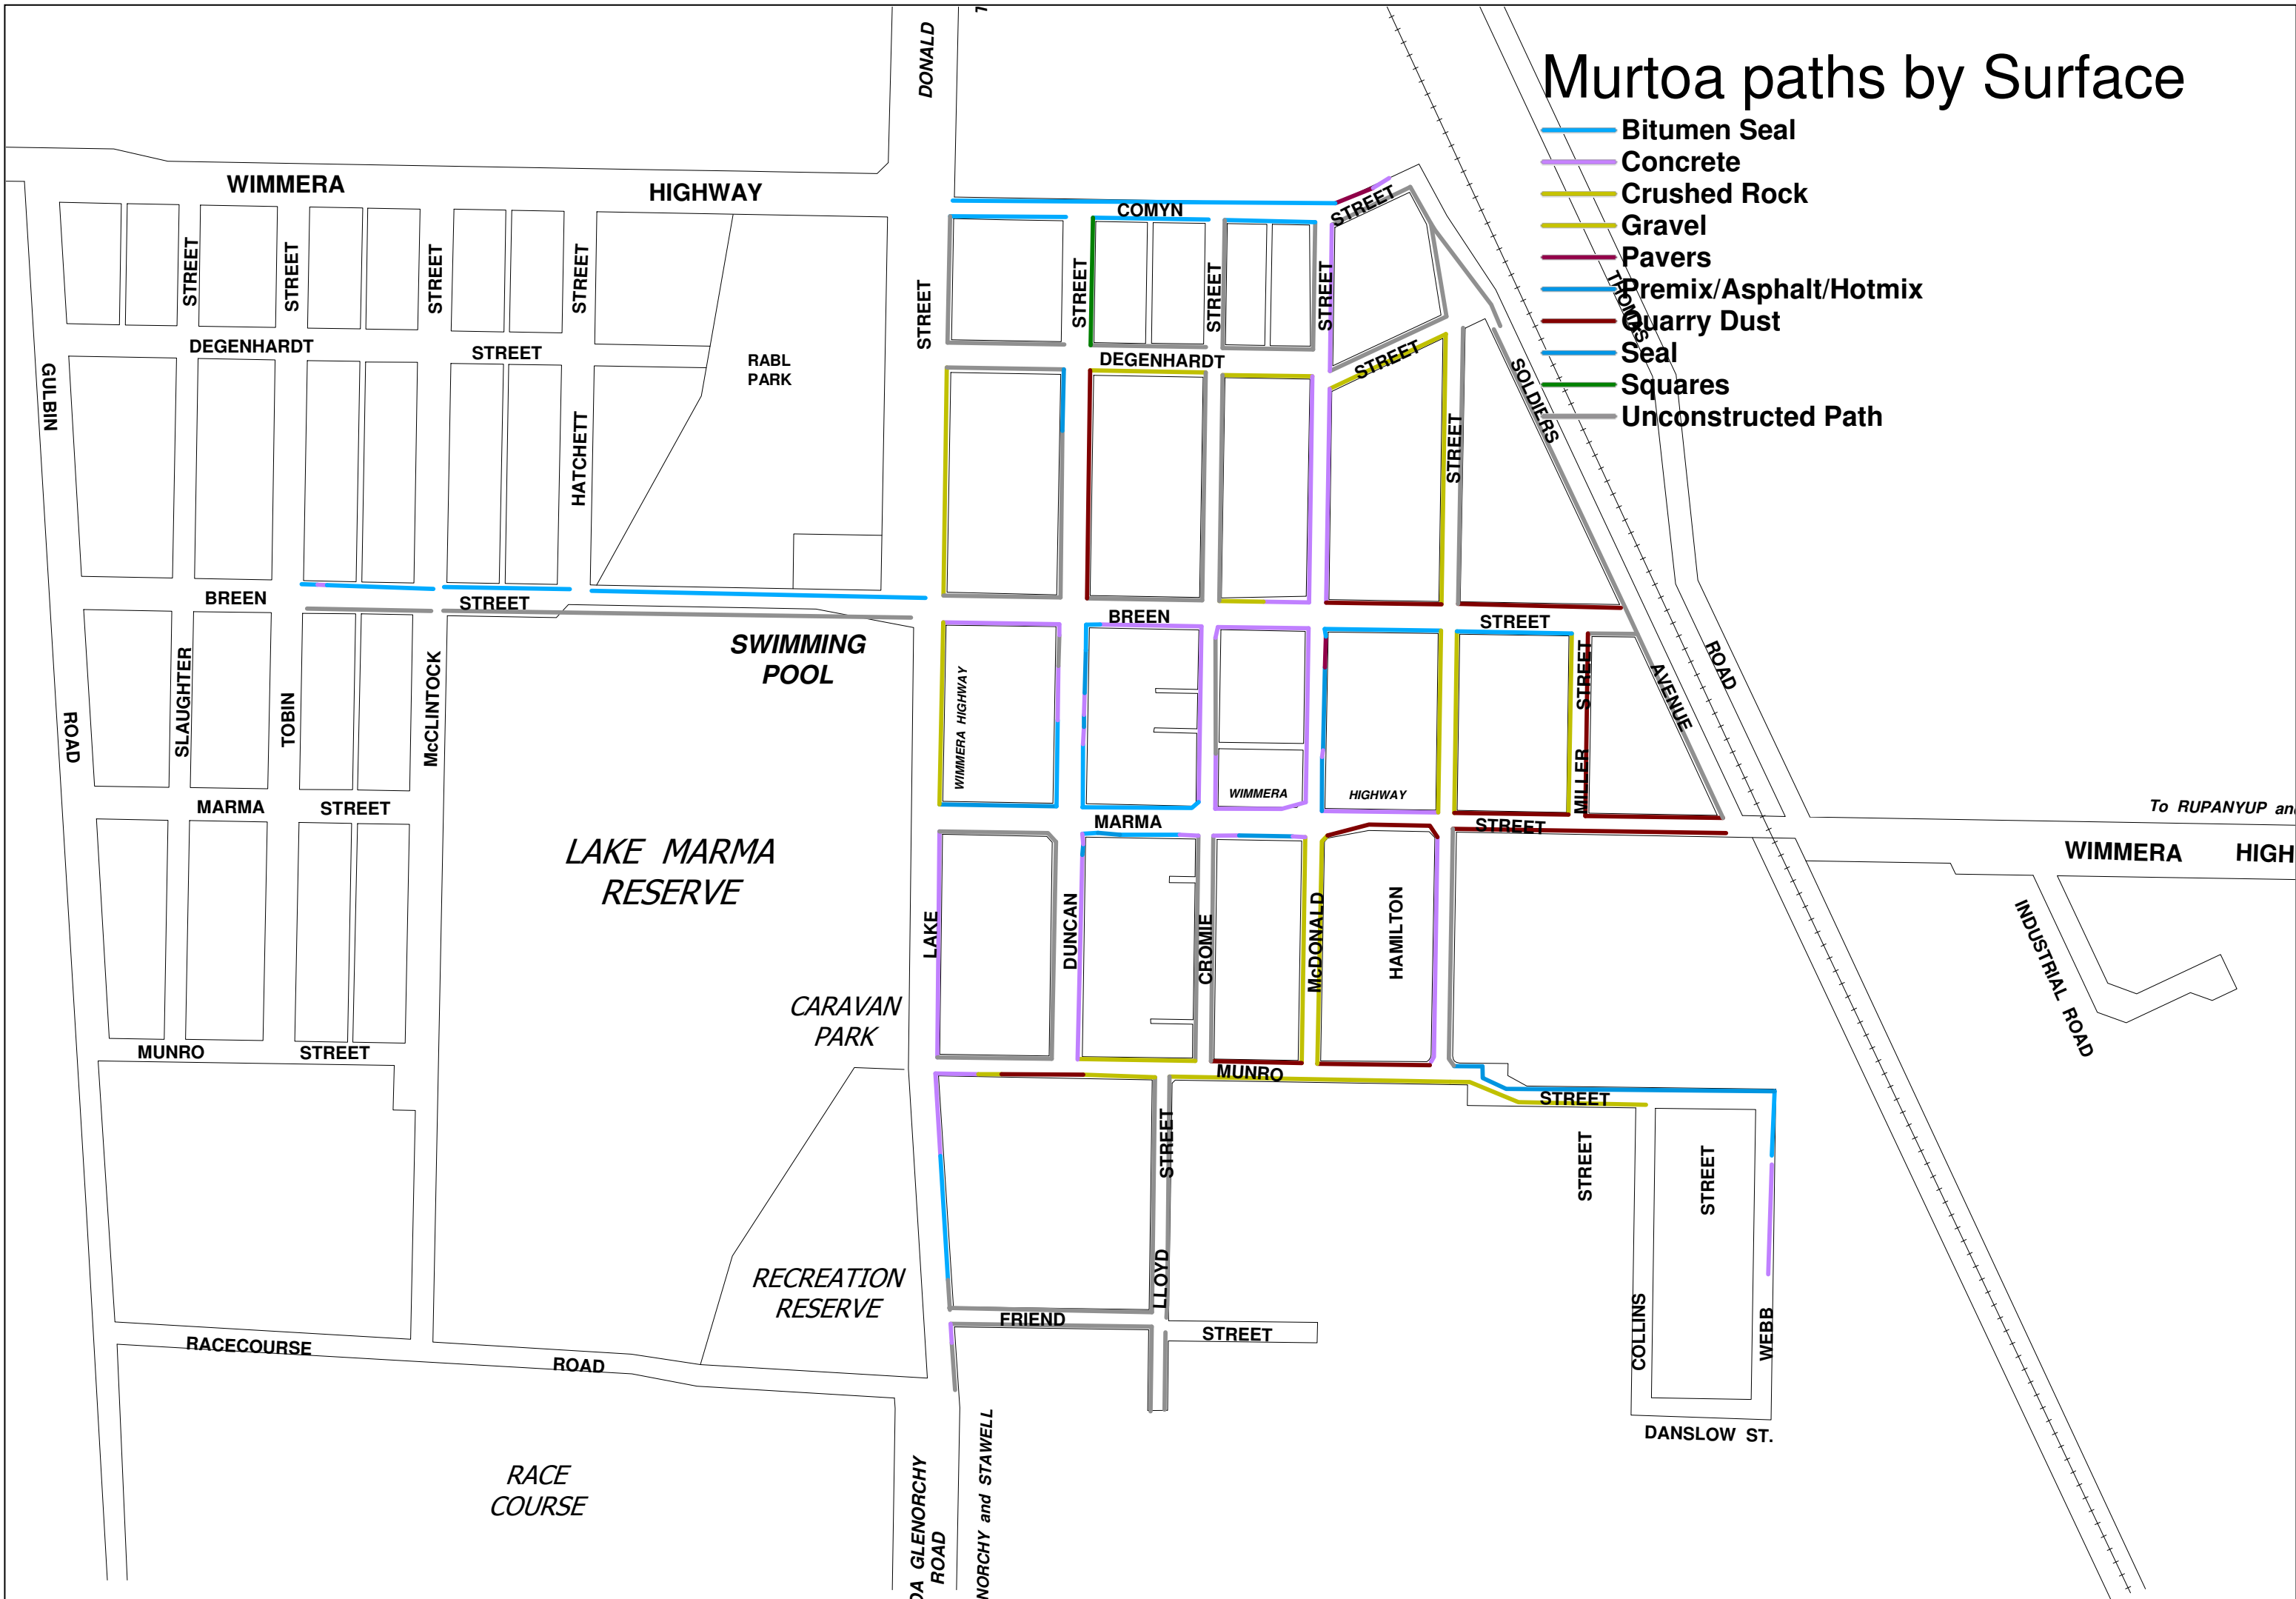 Murtoa paths by Surface
Bitumen Seal
Concrete
Crushed Rock
Gravel
Pavers
Premix/Asphalt/Hotmix
Quarry Dust
Seal
Squares
Unconstructed Path
DONALD
WIMMERA HIGHWAY
COMYN STREET
STREET
STREET
STREET
STREET
STREET
STREET
STREET
STREET
DEGENHARDT STREET
DEGENHARDT STREET
RABL
PARK
GULBIN
HATCHETT
STREET
SOLDIERS
THOMAS
BREEN STREET
BREEN STREET
SWIMMING
POOL
ROAD
SLAUGHTER
TOBIN
McCLINTOCK
WIMMERA HIGHWAY
WIMMERA HIGHWAY
MILLER STREET
AVENUE
ROAD
MARMA STREET
MARMA STREET
To RUPANYUP
WIMMERA
LAKE MARMA
RESERVE
LAKE
DUNCAN
CROMIE
McDONALD
HAMILTON
INDUSTRIAL ROAD
CARAVAN
PARK
MUNRO STREET
MUNRO STREET
STREET
LLOYD
STREET
STREET
RECREATION
RESERVE
FRIEND STREET
COLLINS
WEBB
RACECOURSE ROAD
DANSLOW ST.
RACE
COURSE
GLENORCHY
ROAD
and STAWELL